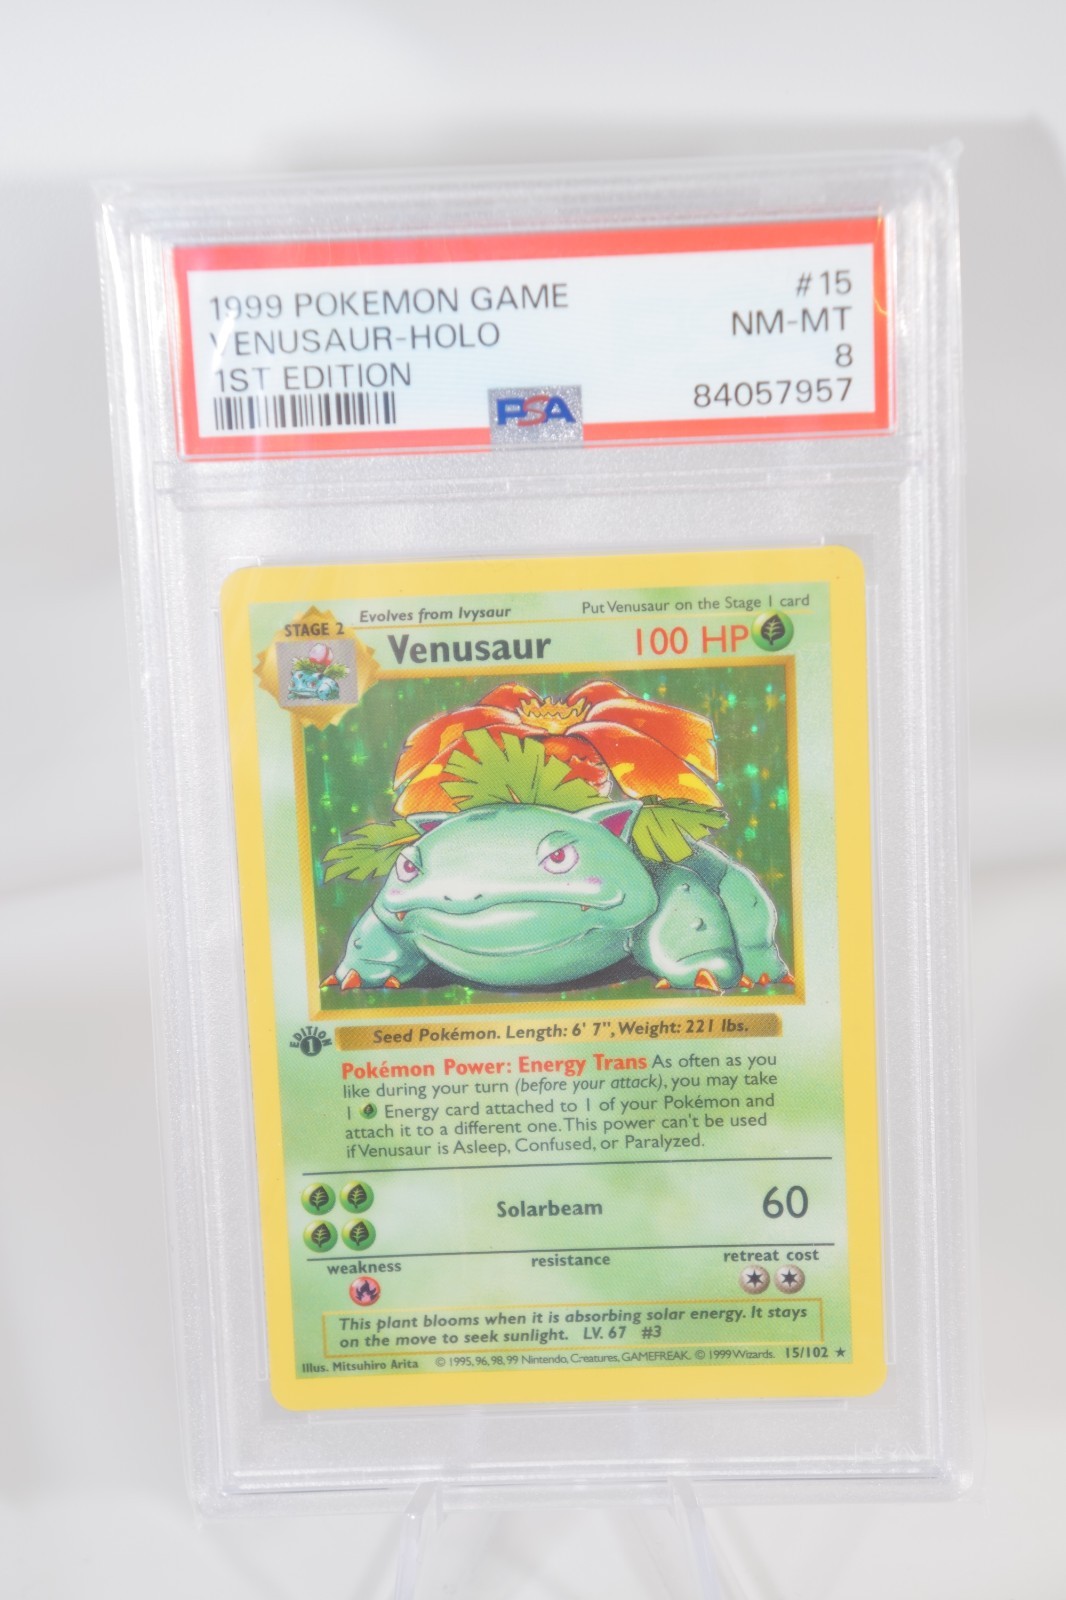 1999 POKEMON GAME #15
VENUSAUR-HOLO NM-MT
1ST EDITION 8
PSA 84057957
Evolves from Ivysaur Put Venusaur on the Stage 1 card
STAGE 2
Venusaur 100 HP
EDITION
1
Seed Pokémon. Length: 6' 7", Weight: 221 lbs.
Pokémon Power: Energy Trans As often as you
like during your turn (before your attack), you may take
1 Energy card attached to 1 of your Pokémon and
attach it to a different one. This power can't be used
if Venusaur is Asleep, Confused, or Paralyzed.
Solarbeam 60
weakness resistance retreat cost
This plant blooms when it is absorbing solar energy. It stays
on the move to seek sunlight. LV. 67 #3
Illus. Mitsuhiro Arita © 1995, 96, 98, 99 Nintendo, Creatures, GAMEFREAK. © 1999 Wizards. 15/102 ★